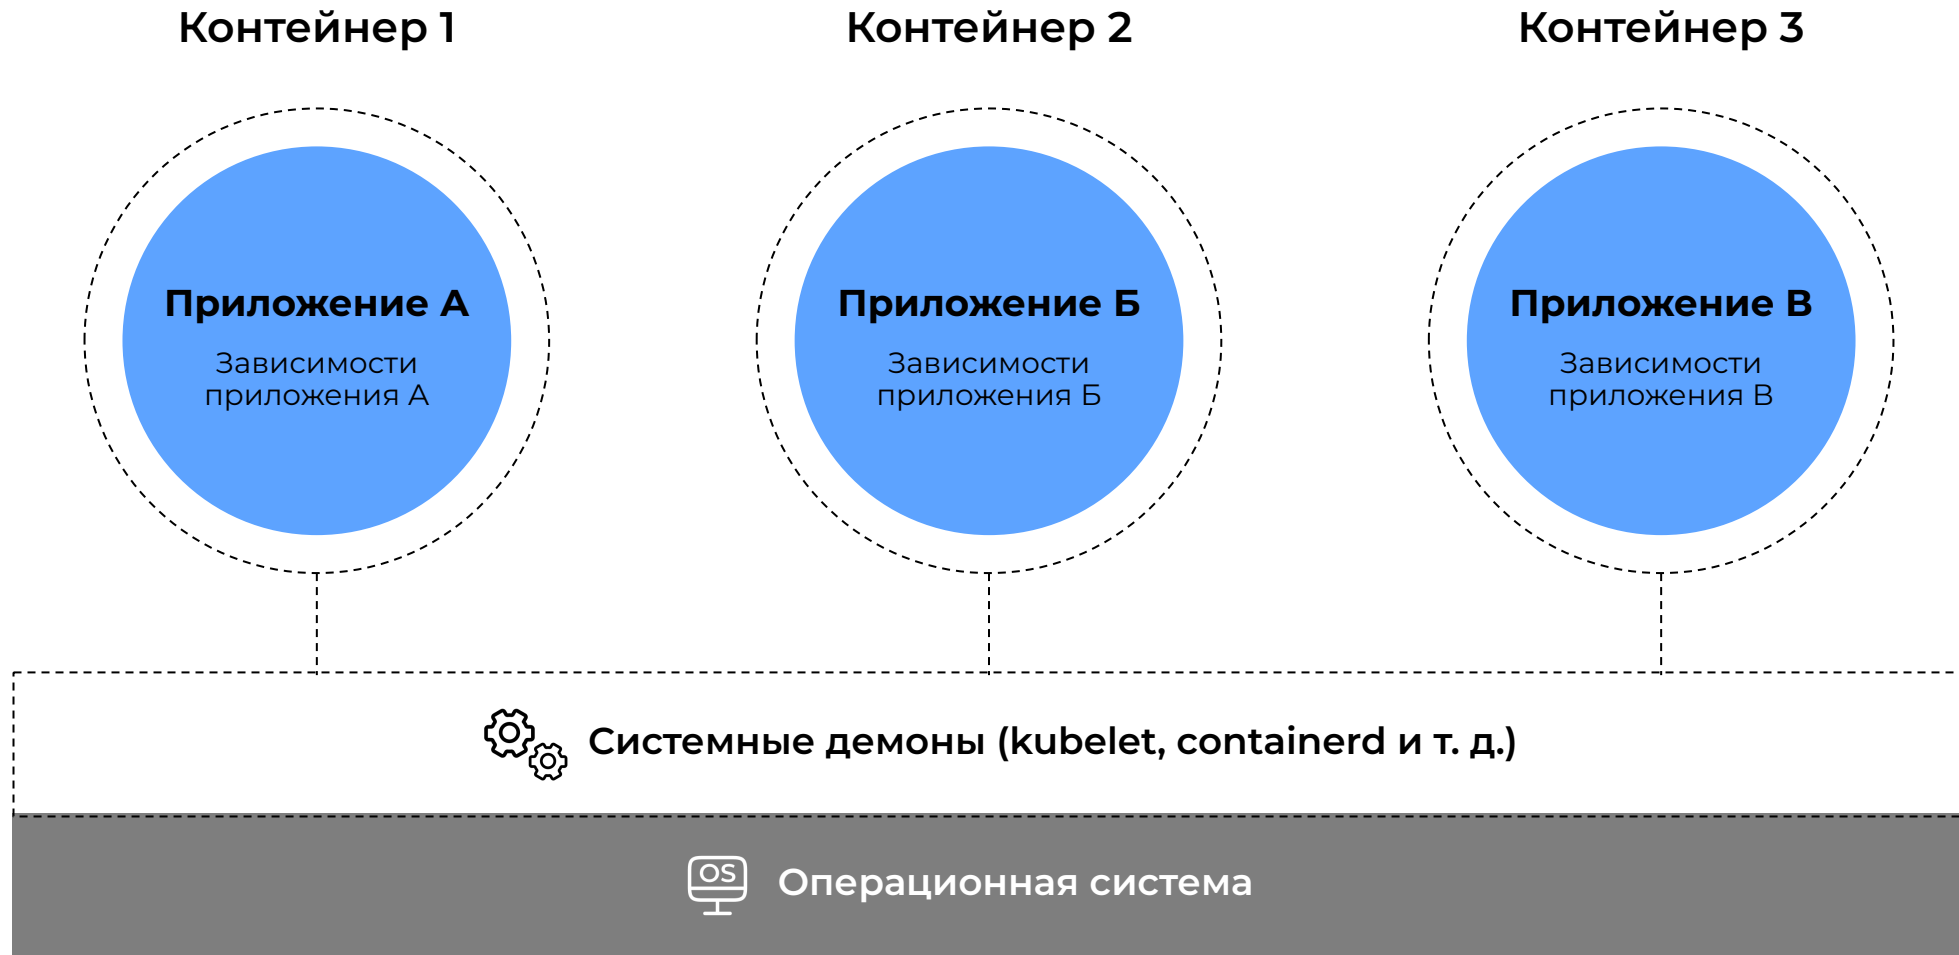 Контейнер 1
Контейнер 2
Контейнер 3
Приложение А
Зависимости
приложения А
Приложение Б
Зависимости
приложения Б
Приложение В
Зависимости
приложения В
Системные демоны (kubelet, containerd и т. д.)
OS
Операционная система